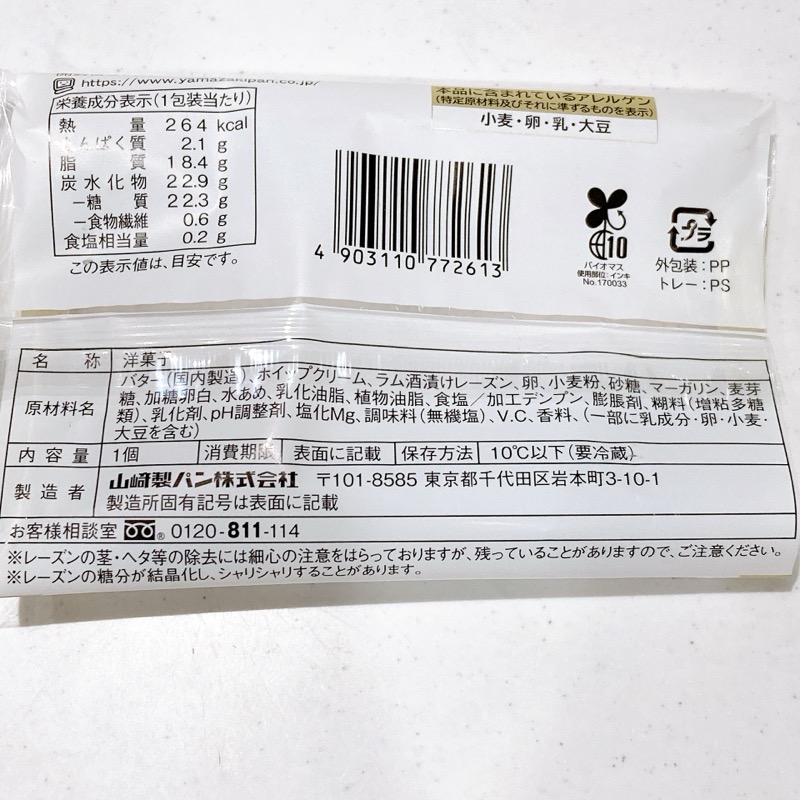 https://www.yamazakipan.co.jp/
栄養成分表示(1包装当たり)
熱量 264 kcal
たんぱく質 2.1 g
脂質 18.4 g
炭水化物 22.9 g
−糖質 22.3 g
−食物繊維 0.6 g
食塩相当量 0.2 g
この表示値は、目安です。
本品に含まれているアレルゲン
(特定原材料及びそれに準ずるものを表示)
小麦・卵・乳・大豆
4 903110 772613
10
バイオマス
使用部位:インキ
No.170033
プラ
外包装:PP
トレー:PS
名称 洋菓子
原材料名 バター(国内製造)、ホイップクリーム、ラム酒漬けレーズン、卵、小麦粉、砂糖、マーガリン、麦芽
糖、加糖卵白、水あめ、乳化油脂、植物油脂、食塩/加工デンプン、膨脹剤、糊料(増粘多糖
類)、乳化剤、pH調整剤、塩化Mg、調味料(無機塩)、V.C、香料、(一部に乳成分・卵・小麦・
大豆を含む)
内容量 1個 消費期限 表面に記載 保存方法 10℃以下(要冷蔵)
製造者 山崎製パン株式会社 〒101-8585 東京都千代田区岩本町3-10-1
製造所固有記号は表面に記載
お客様相談室 ® 0120-811-114
※レーズンの茎・ヘタ等の除去には細心の注意をはらっておりますが、残っていることがありますので、ご注意ください。
※レーズンの糖分が結晶化し、シャリシャリすることがあります。